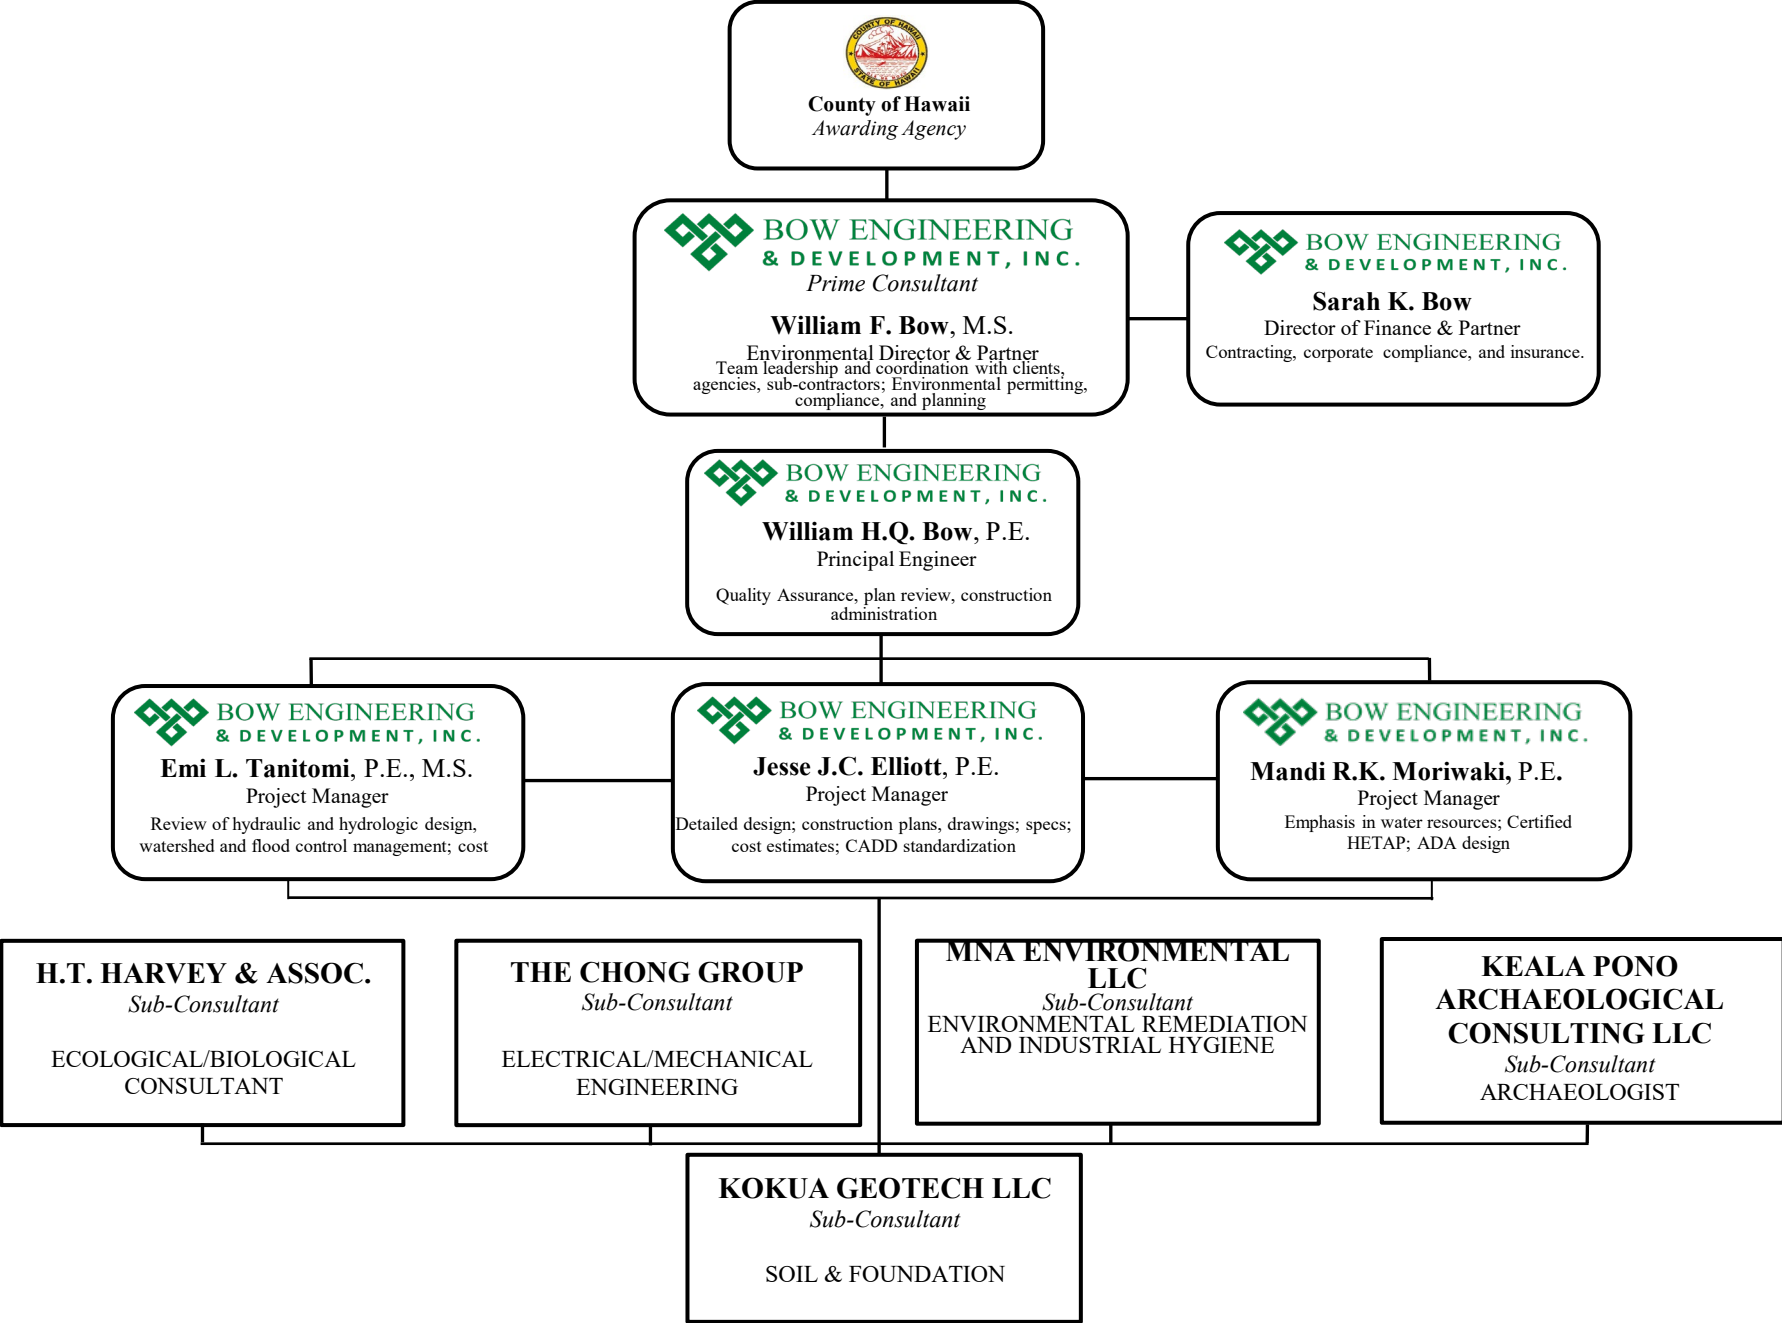 COUNTY OF HAWAII
STATE OF HAWAII
County of Hawaii
Awarding Agency
BOW ENGINEERING
& DEVELOPMENT, INC.
Prime Consultant
William F. Bow, M.S.
Environmental Director & Partner
Team leadership and coordination with clients,
agencies, sub-contractors; Environmental permitting,
compliance, and planning
BOW ENGINEERING
& DEVELOPMENT, INC.
Sarah K. Bow
Director of Finance & Partner
Contracting, corporate compliance, and insurance.
BOW ENGINEERING
& DEVELOPMENT, INC.
William H.Q. Bow, P.E.
Principal Engineer
Quality Assurance, plan review, construction
administration
BOW ENGINEERING
& DEVELOPMENT, INC.
Emi L. Tanitomi, P.E., M.S.
Project Manager
Review of hydraulic and hydrologic design,
watershed and flood control management; cost
BOW ENGINEERING
& DEVELOPMENT, INC.
Jesse J.C. Elliott, P.E.
Project Manager
Detailed design; construction plans, drawings; specs;
cost estimates; CADD standardization
BOW ENGINEERING
& DEVELOPMENT, INC.
Mandi R.K. Moriwaki, P.E.
Project Manager
Emphasis in water resources; Certified
HETAP; ADA design
H.T. HARVEY & ASSOC.
Sub-Consultant
ECOLOGICAL/BIOLOGICAL
CONSULTANT
THE CHONG GROUP
Sub-Consultant
ELECTRICAL/MECHANICAL
ENGINEERING
MNA ENVIRONMENTAL
LLC
Sub-Consultant
ENVIRONMENTAL REMEDIATION
AND INDUSTRIAL HYGIENE
KEALA PONO
ARCHAEOLOGICAL
CONSULTING LLC
Sub-Consultant
ARCHAEOLOGIST
KOKUA GEOTECH LLC
Sub-Consultant
SOIL & FOUNDATION